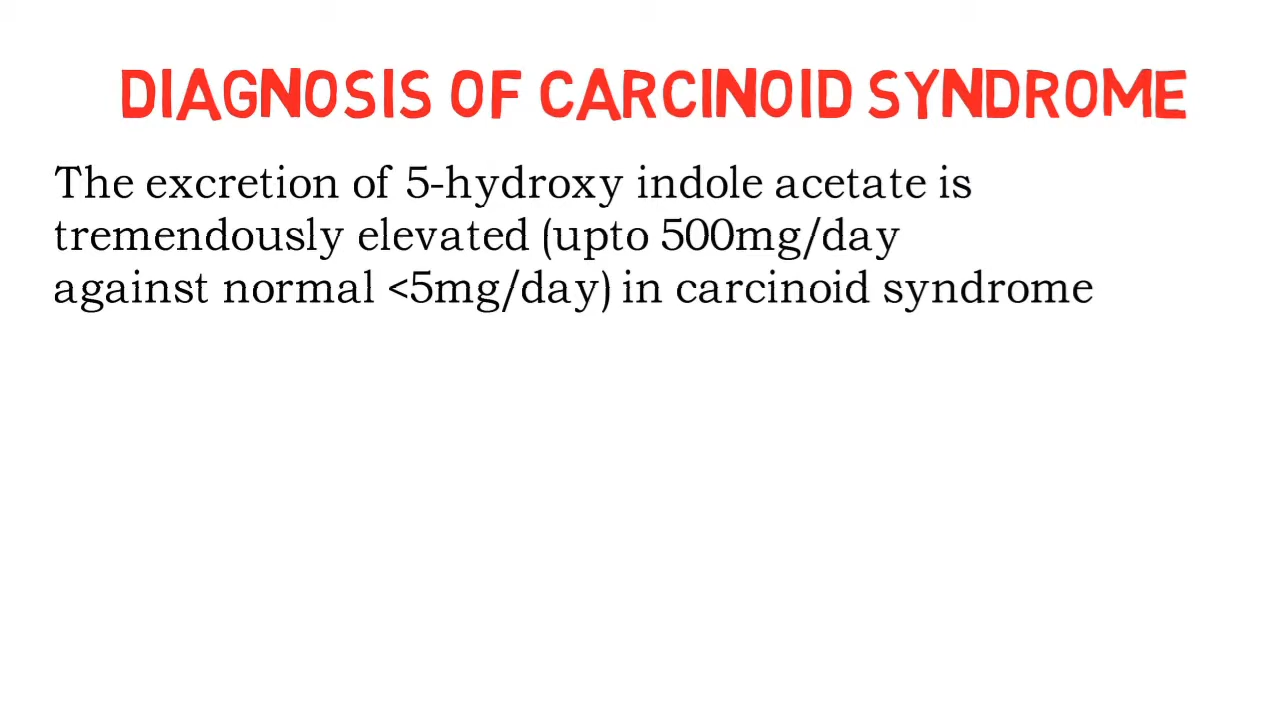 DIAGNOSIS OF CARCINOID SYNDROME
The excretion of 5-hydroxy indole acetate is
tremendously elevated (upto 500mg/day
against normal <5mg/day) in carcinoid syndrome